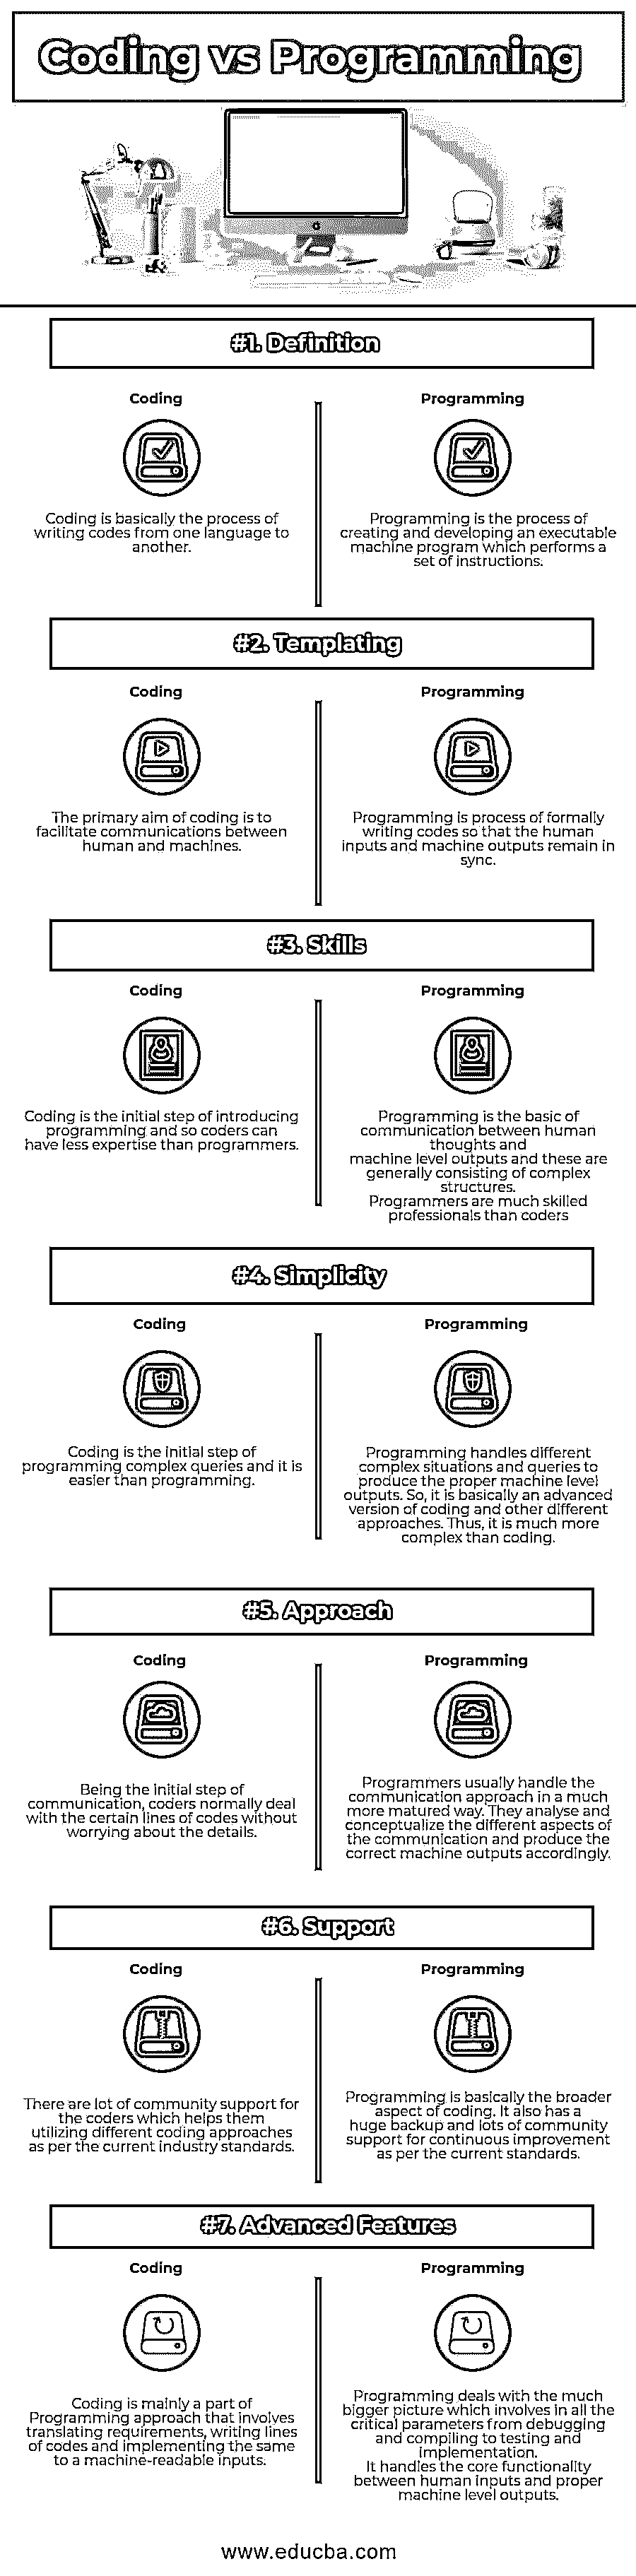 Coding vs Programming
#1. Definition
Coding
Programming
Coding is basically the process of
writing codes from one language to
another.
Programming is the process of
creating and developing an executable
machine program which performs a
set of instructions.
#2. Templating
Coding
Programming
The primary aim of coding is to
facilitate communications between
human and machines.
Programming is process of formally
writing codes so that the human
inputs and machine outputs remain in
sync.
#3. Skills
Coding
Programming
Coding is the initial step of introducing
programming and so coders can
have less expertise than programmers.
Programming is the basic of
communication between human
thoughts and
machine level outputs and these are
generally consisting of complex
structures.
Programmers are much skilled
professionals than coders
#4. Simplicity
Coding
Programming
Coding is the initial step of
programming complex queries and it is
easier than programming.
Programming handles different
complex situations and queries to
produce the proper machine level
outputs. So, it is basically an advanced
version of coding and other different
approaches. Thus, it is much more
complex than coding.
#5. Approach
Coding
Programming
Being the initial step of
communication, coders normally deal
with the certain lines of codes without
worrying about the details.
Programmers usually handle the
communication approach in a much
more matured way. They analyse and
conceptualize the different aspects of
the communication and produce the
correct machine outputs accordingly.
#6. Support
Coding
Programming
There are lot of community support for
the coders which helps them
utilizing different coding approaches
as per the current industry standards.
Programming is basically the broader
aspect of coding. It also has a
huge backup and lots of community
support for continuous improvement
as per the current standards.
#7. Advanced Features
Coding
Programming
Coding is mainly a part of
Programming approach that involves
translating requirements, writing lines
of codes and implementing the same
to a machine-readable inputs.
Programming deals with the much
bigger picture which involves in all the
critical parameters from debugging
and compiling to testing and
implementation.
It handles the core functionality
between human inputs and proper
machine level outputs.
www.educba.com